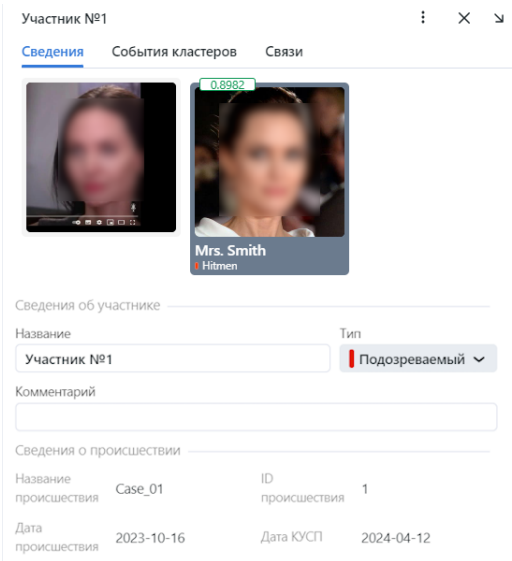 Участник №1
Сведения События кластеров Связи
0.8982
Mrs. Smith
Hitmen
Сведения об участнике
Название Тип
Участник №1 Подозреваемый
Комментарий
Сведения о происшествии
Название происшествия Case_01 ID происшествия 1
Дата происшествия 2023-10-16 Дата КУСП 2024-04-12